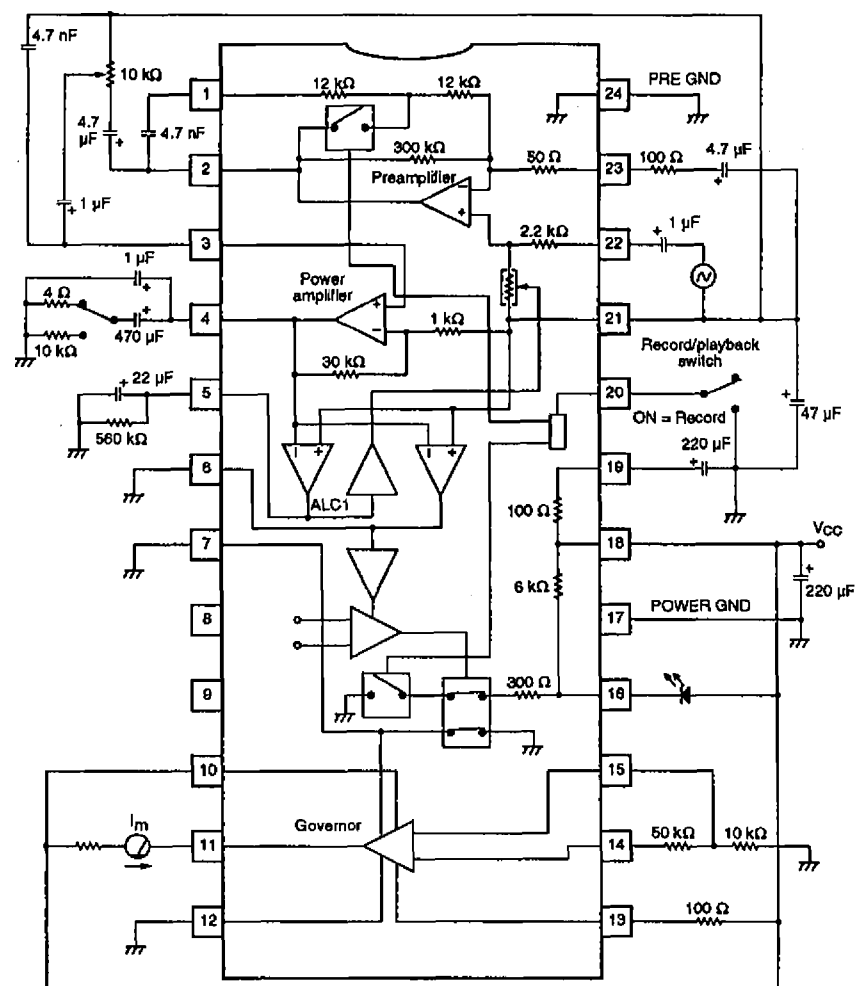 4.7 nF
10 kΩ
4.7
µF
+
4.7 nF
1 µF
+
1
12 kΩ
12 kΩ
24
PRE GND
2
300 kΩ
Preamplifier
−
+
50 Ω
23
100 Ω
4.7 µF
+
3
2.2 kΩ
22
+
1 µF
1 µF
+
4 Ω
+
10 kΩ
470 µF
4
Power
amplifier
+
−
1 kΩ
30 kΩ
21
Record/playback
switch
22 µF
+
560 kΩ
5
20
ON = Record
+
47 µF
6
−
+
−
+
ALC1
19
220 µF
+
100 Ω
7
18
VCC
+
220 µF
6 kΩ
8
17
POWER GND
9
300 Ω
16
10
15
Im
11
Governor
14
50 kΩ
10 kΩ
12
13
100 Ω